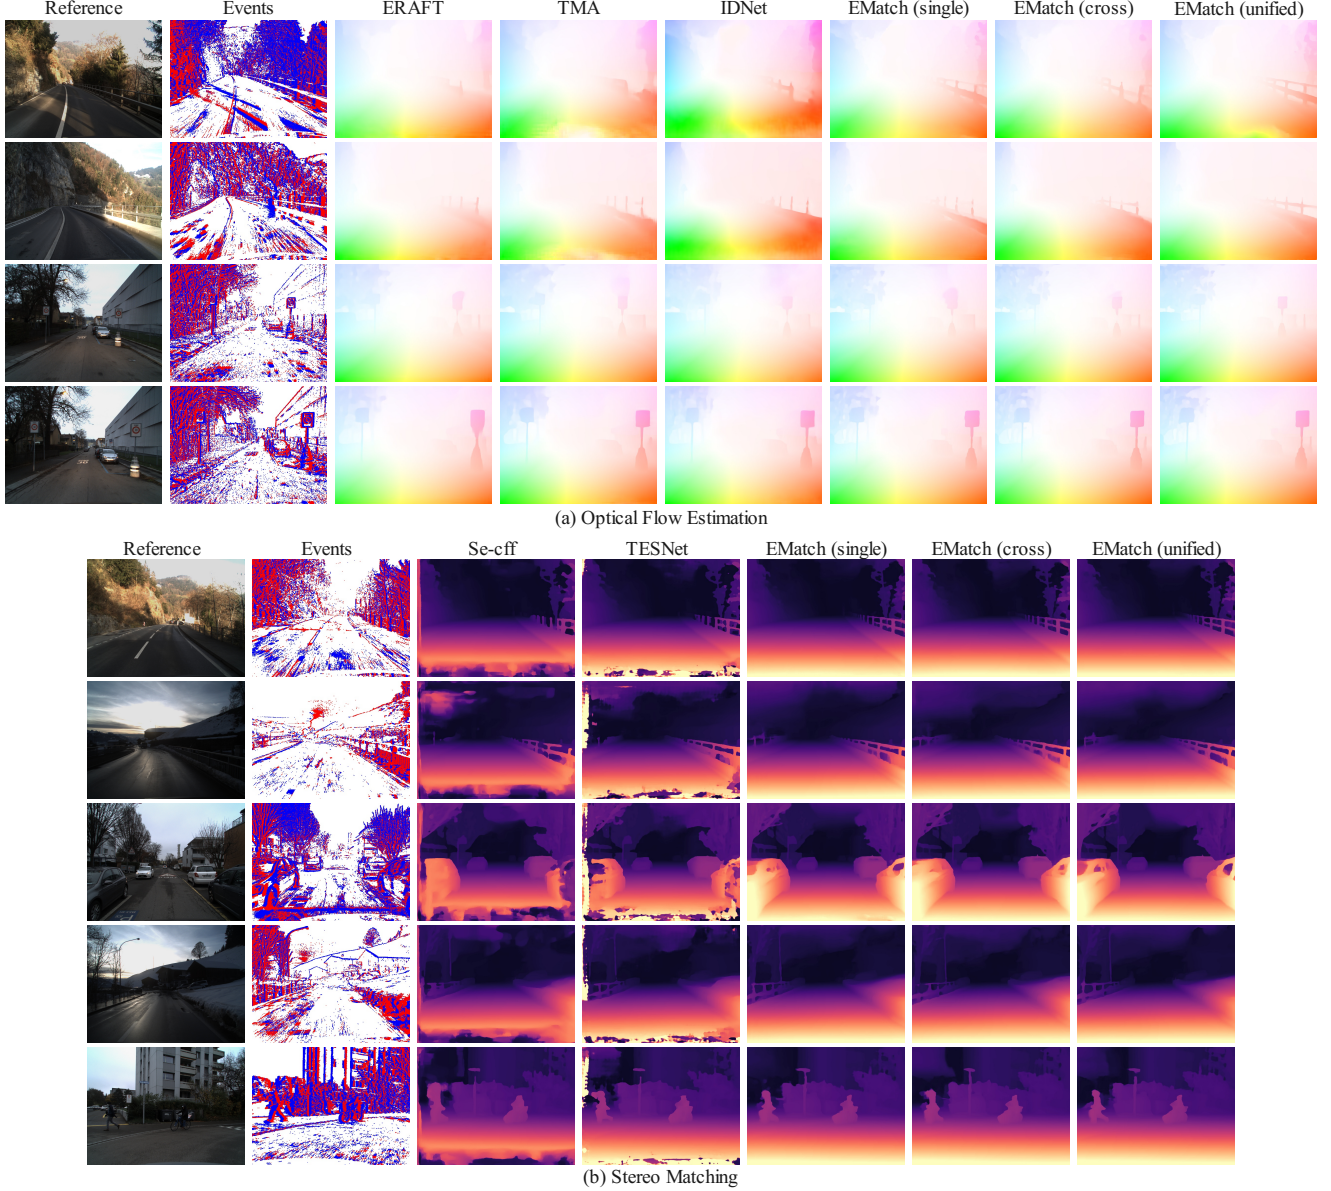 Reference Events ERAFT TMA IDNet EMatch (single) EMatch (cross) EMatch (unified)
(a) Optical Flow Estimation
Reference Events Se-cff TESNet EMatch (single) EMatch (cross) EMatch (unified)
(b) Stereo Matching